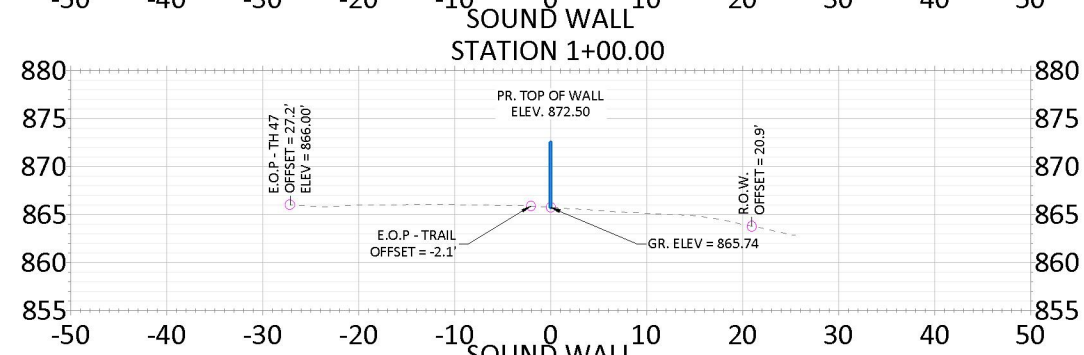 -50 -40 -30 -20 -10 0 10 20 30 40 50
SOUND WALL
STATION 1+00.00
880 880
875 875
870 870
865 865
860 860
855 855
PR. TOP OF WALL
ELEV. 872.50
E.O.P - TH 47
OFFSET = 27.2'
ELEV = 866.00'
R.O.W.
OFFSET = 20.9'
E.O.P - TRAIL
OFFSET = -2.1'
GR. ELEV = 865.74
-50 -40 -30 -20 -10 0 10 20 30 40 50
SOUND WALL